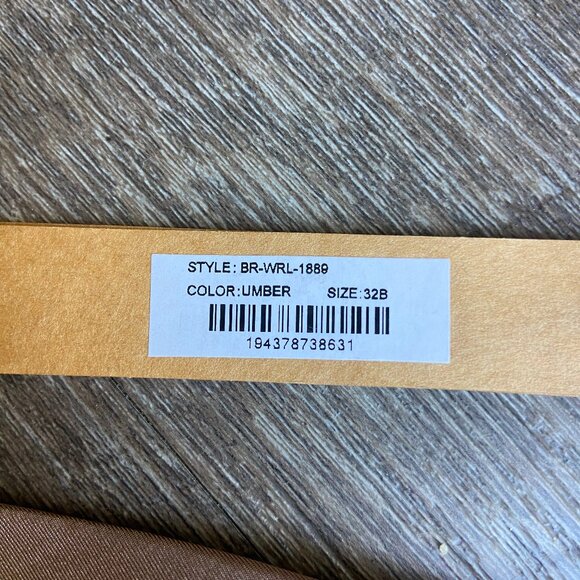 STYLE: BR-WRL-1889
COLOR:UMBER SIZE:32B
194378738631